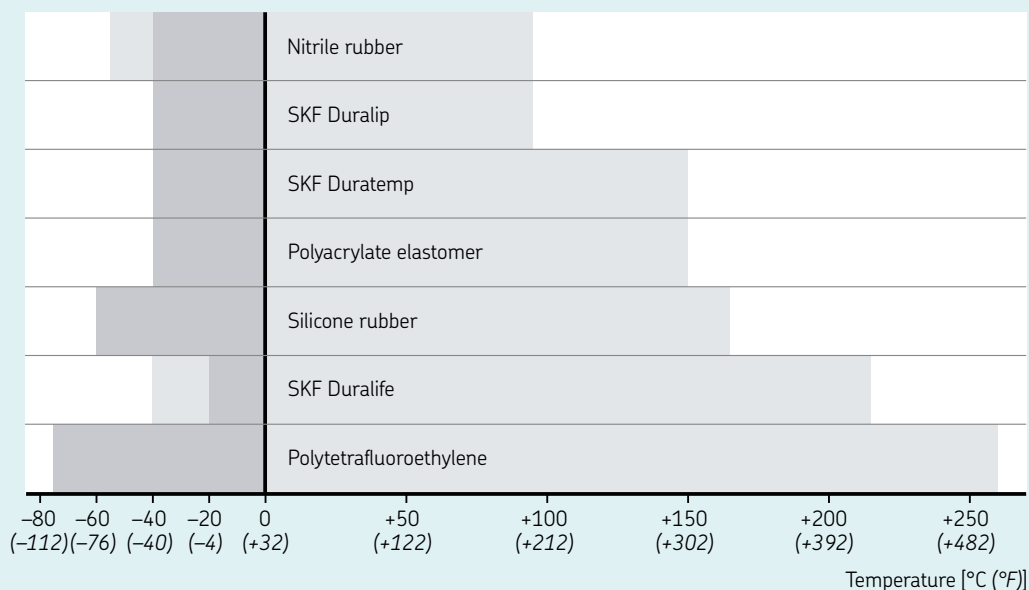 Nitrile rubber
SKF Duralip
SKF Duratemp
Polyacrylate elastomer
Silicone rubber
SKF Duralife
Polytetrafluoroethylene
–80 –60 –40 –20 0 +50 +100 +150 +200 +250
(–112) (–76) (–40) (–4) (+32) (+122) (+212) (+302) (+392) (+482)
Temperature [°C (°F)]